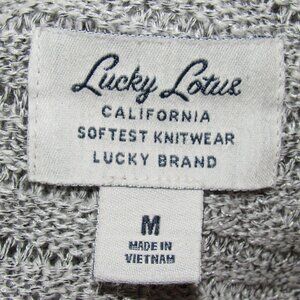 Lucky Lotus
CALIFORNIA
SOFTEST KNITWEAR
LUCKY BRAND
M
MADE IN
VIETNAM